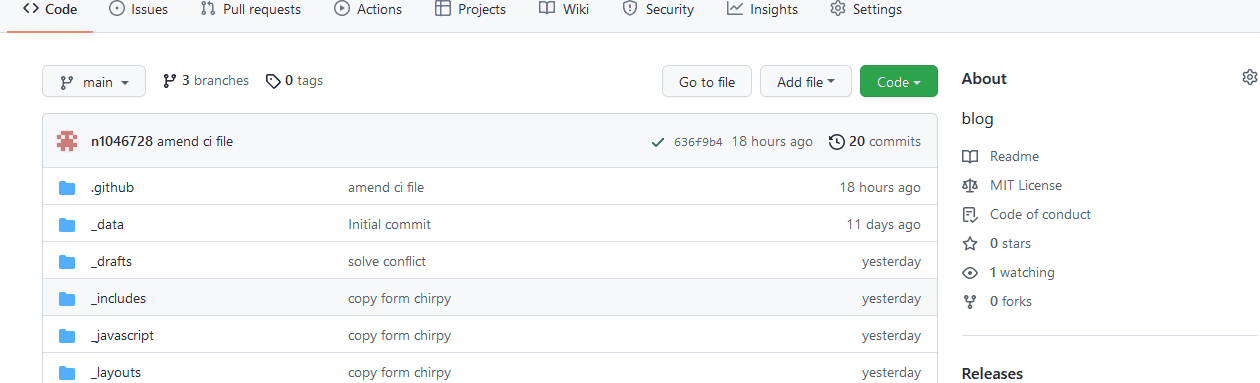 Code Issues Pull requests Actions Projects Wiki Security Insights Settings
main 3 branches 0 tags Go to file Add file Code
n1046728 amend ci file 636f9b4 18 hours ago 20 commits
.github amend ci file 18 hours ago
_data Initial commit 11 days ago
_drafts solve conflict yesterday
_includes copy form chirpy yesterday
_javascript copy form chirpy yesterday
_layouts copy form chirpy yesterday
About
blog
Readme
MIT License
Code of conduct
0 stars
1 watching
0 forks
Releases